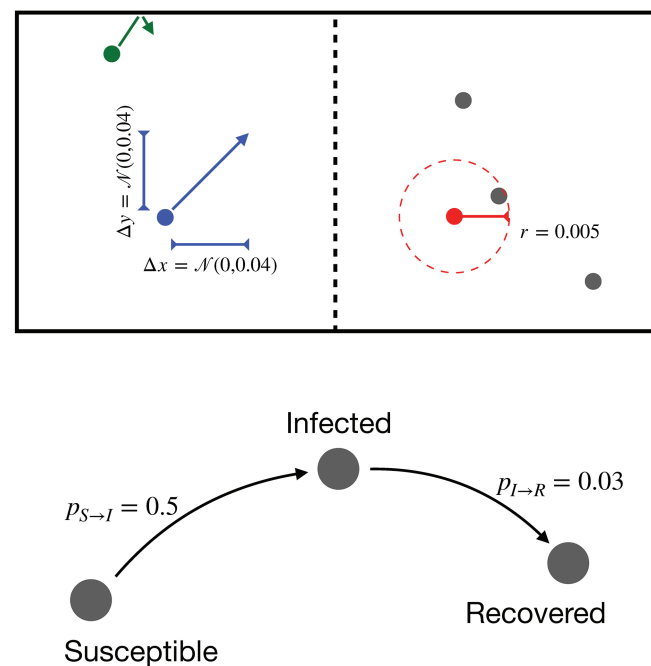 Δy = 𝒩(0,0.04)
Δx = 𝒩(0,0.04)
r = 0.005
Infected
p_{S→I} = 0.5
p_{I→R} = 0.03
Recovered
Susceptible